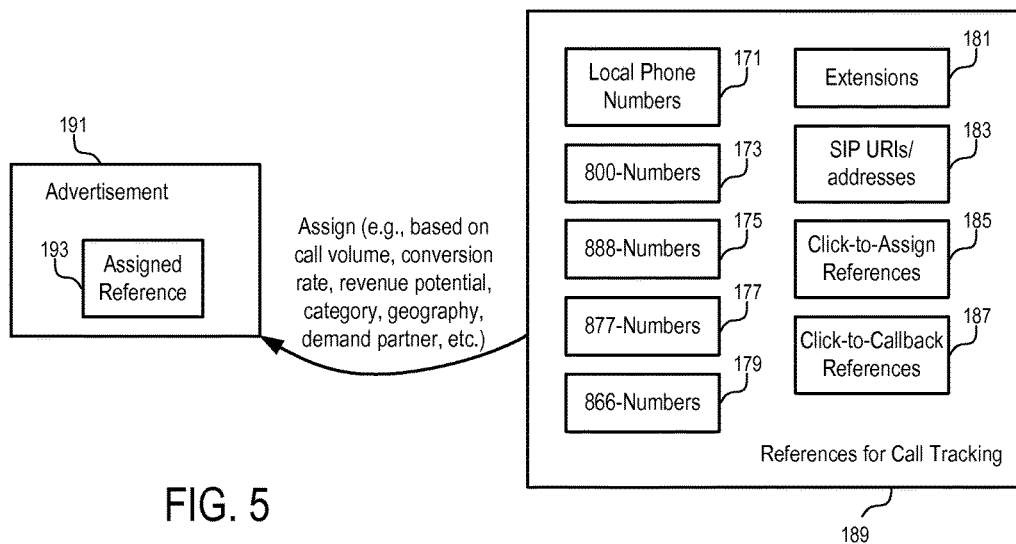 191
Advertisement
193
Assigned
Reference
Assign (e.g., based on
call volume, conversion
rate, revenue potential,
category, geography,
demand partner, etc.)
Local Phone
Numbers
171
800-Numbers
173
888-Numbers
175
877-Numbers
177
866-Numbers
179
Extensions
181
SIP URIs/
addresses
183
Click-to-Assign
References
185
Click-to-Callback
References
187
References for Call Tracking
189
FIG. 5